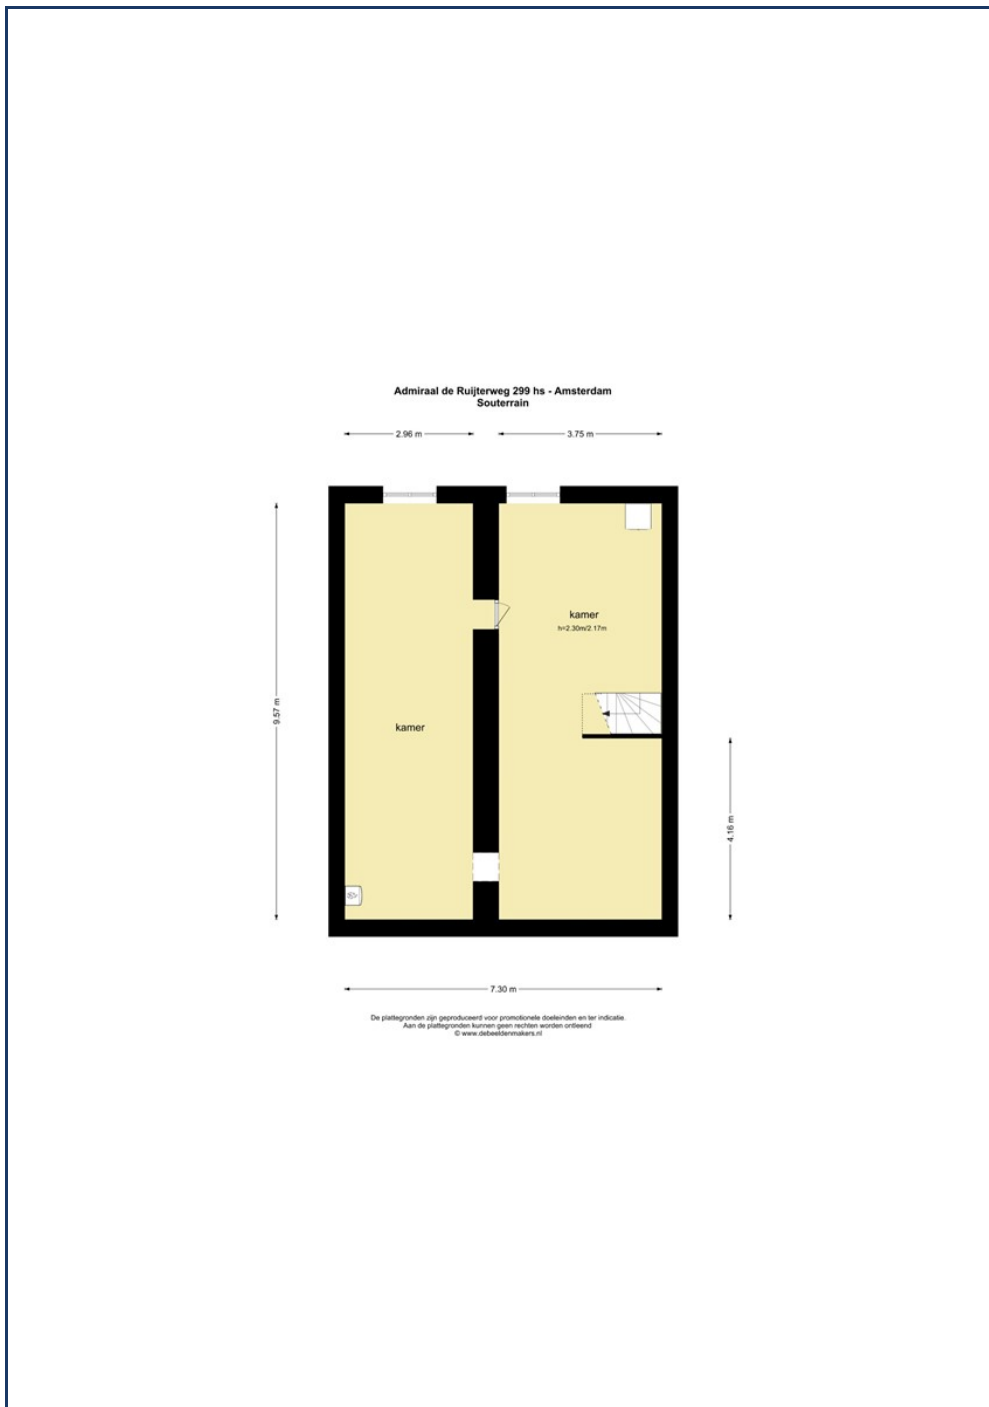 Admiraal de Ruijterweg 299 hs - Amsterdam
Souterrain
2.96 m
3.75 m
kamer
h=2.30m/2.17m
9.57 m
kamer
4.16 m
7.30 m
De plattegronden zijn geproduceerd voor promotionele doeleinden en ter indicatie.
Aan de plattegronden kunnen geen rechten worden ontleend
© www.debeeldenmakers.nl